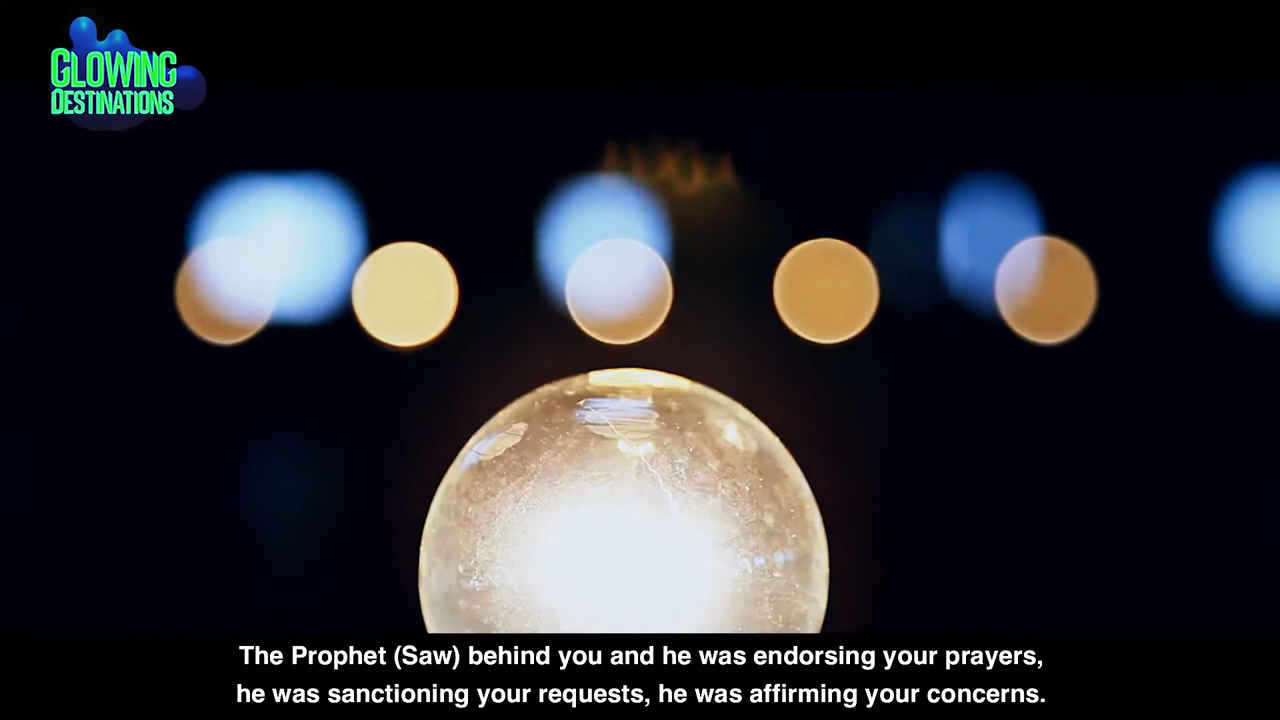 GLOWING
DESTINATIONS
The Prophet (Saw) behind you and he was endorsing your prayers,
he was sanctioning your requests, he was affirming your concerns.